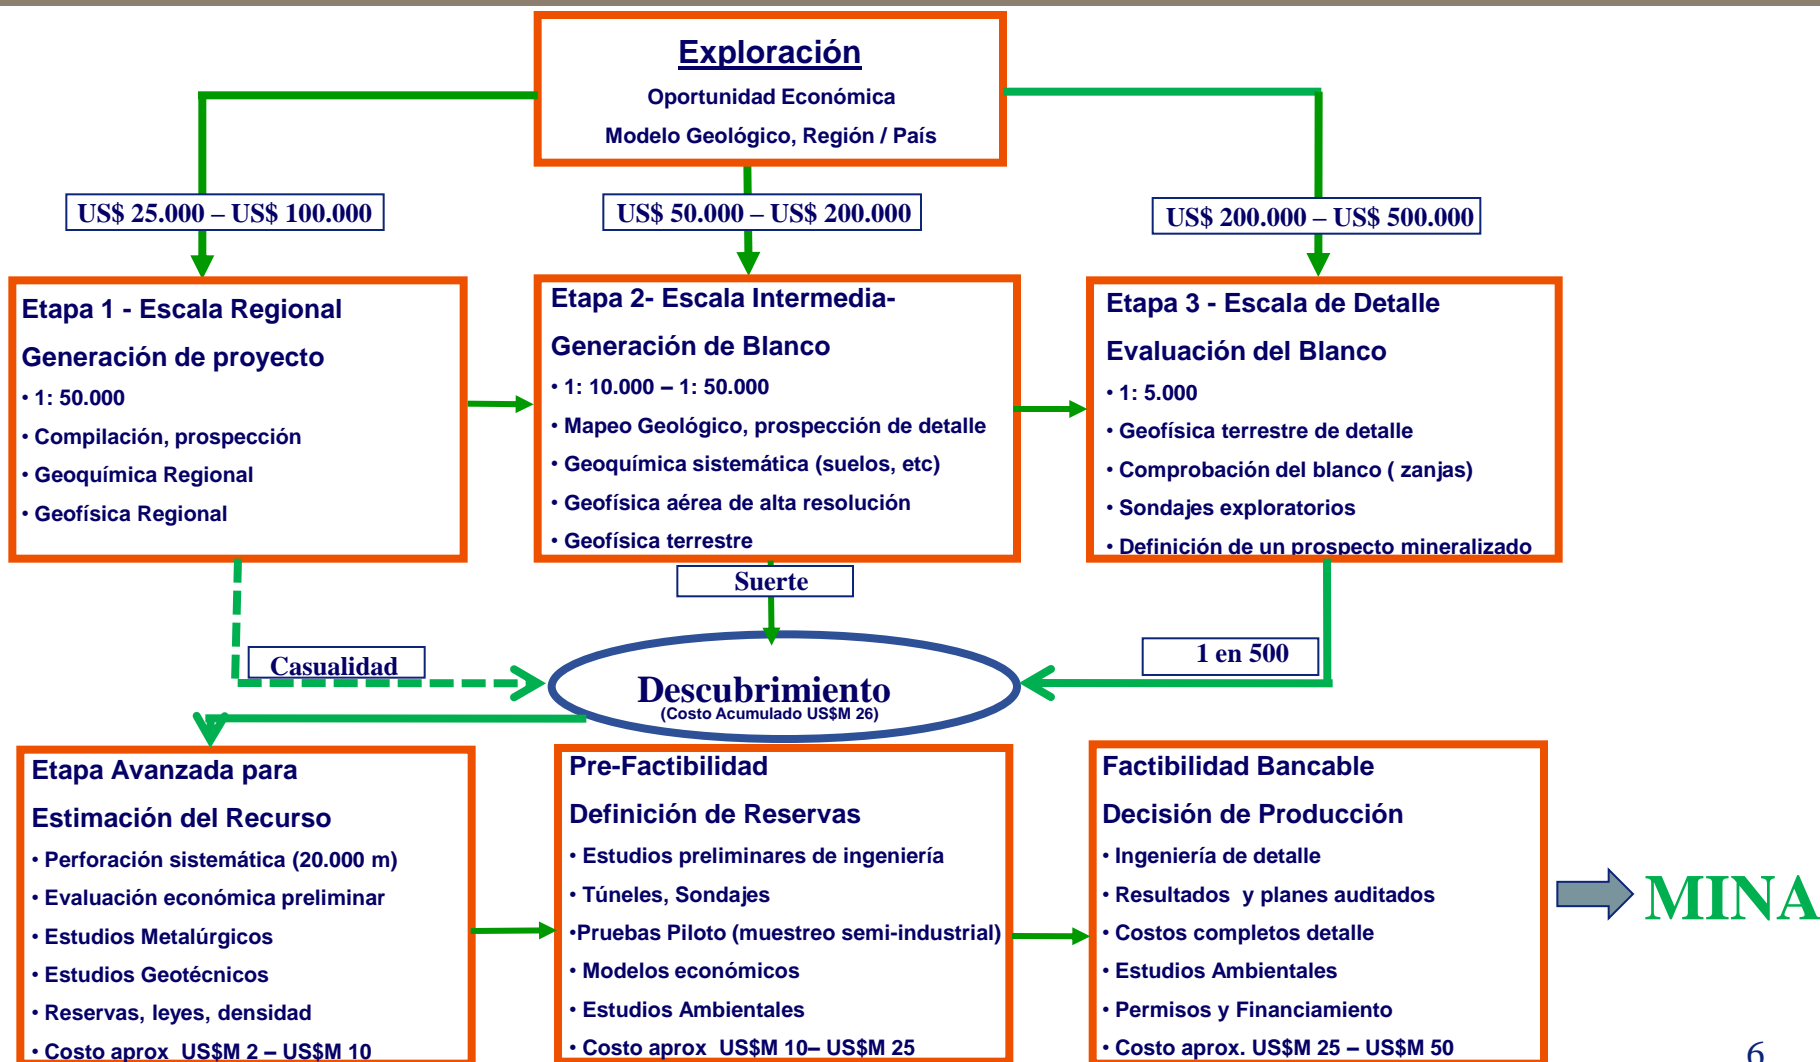 Exploración
Oportunidad Económica
Modelo Geológico, Región / País
US$ 25.000 – US$ 100.000
US$ 50.000 – US$ 200.000
US$ 200.000 – US$ 500.000
Etapa 1 - Escala Regional
Generación de proyecto
• 1: 50.000
• Compilación, prospección
• Geoquímica Regional
• Geofísica Regional
Etapa 2- Escala Intermedia-
Generación de Blanco
• 1: 10.000 – 1: 50.000
• Mapeo Geológico, prospección de detalle
• Geoquímica sistemática (suelos, etc)
• Geofísica aérea de alta resolución
• Geofísica terrestre
Etapa 3 - Escala de Detalle
Evaluación del Blanco
• 1: 5.000
• Geofísica terrestre de detalle
• Comprobación del blanco ( zanjas)
• Sondajes exploratorios
• Definición de un prospecto mineralizado
Suerte
Casualidad
1 en 500
Descubrimiento
(Costo Acumulado US$M 26)
Etapa Avanzada para
Estimación del Recurso
• Perforación sistemática (20.000 m)
• Evaluación económica preliminar
• Estudios Metalúrgicos
• Estudios Geotécnicos
• Reservas, leyes, densidad
• Costo aprox  US$M 2 – US$M 10
Pre-Factibilidad
Definición de Reservas
• Estudios preliminares de ingeniería
• Túneles, Sondajes
•Pruebas Piloto (muestreo semi-industrial)
• Modelos económicos
• Estudios Ambientales
• Costo aprox  US$M 10– US$M 25
Factibilidad Bancable
Decisión de Producción
• Ingeniería de detalle
• Resultados  y planes auditados
• Costos completos detalle
• Estudios Ambientales
• Permisos y Financiamiento
• Costo aprox. US$M 25 – US$M 50
MINA
6